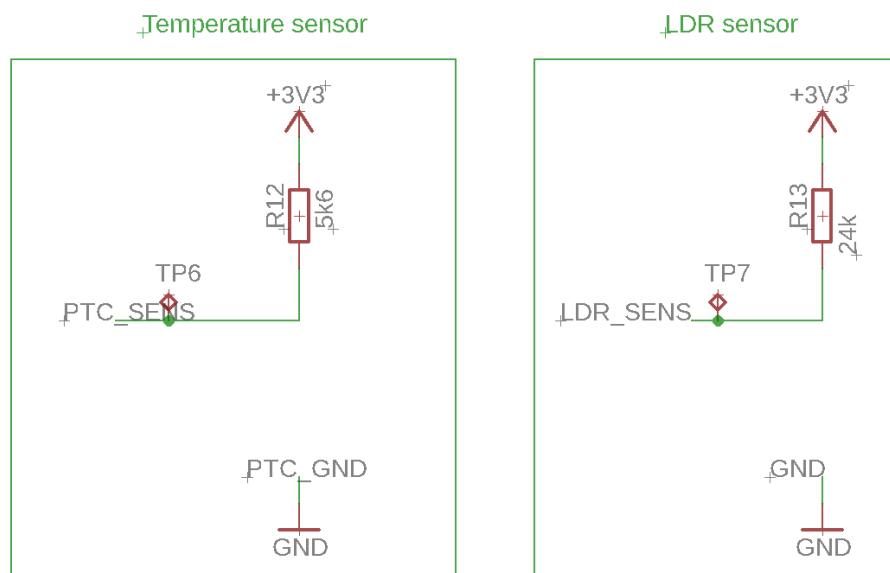 Temperature sensor
+3V3
R12
5k6
TP6
PTC_SENS
PTC_GND
GND
LDR sensor
+3V3
R13
24k
TP7
LDR_SENS
GND
GND